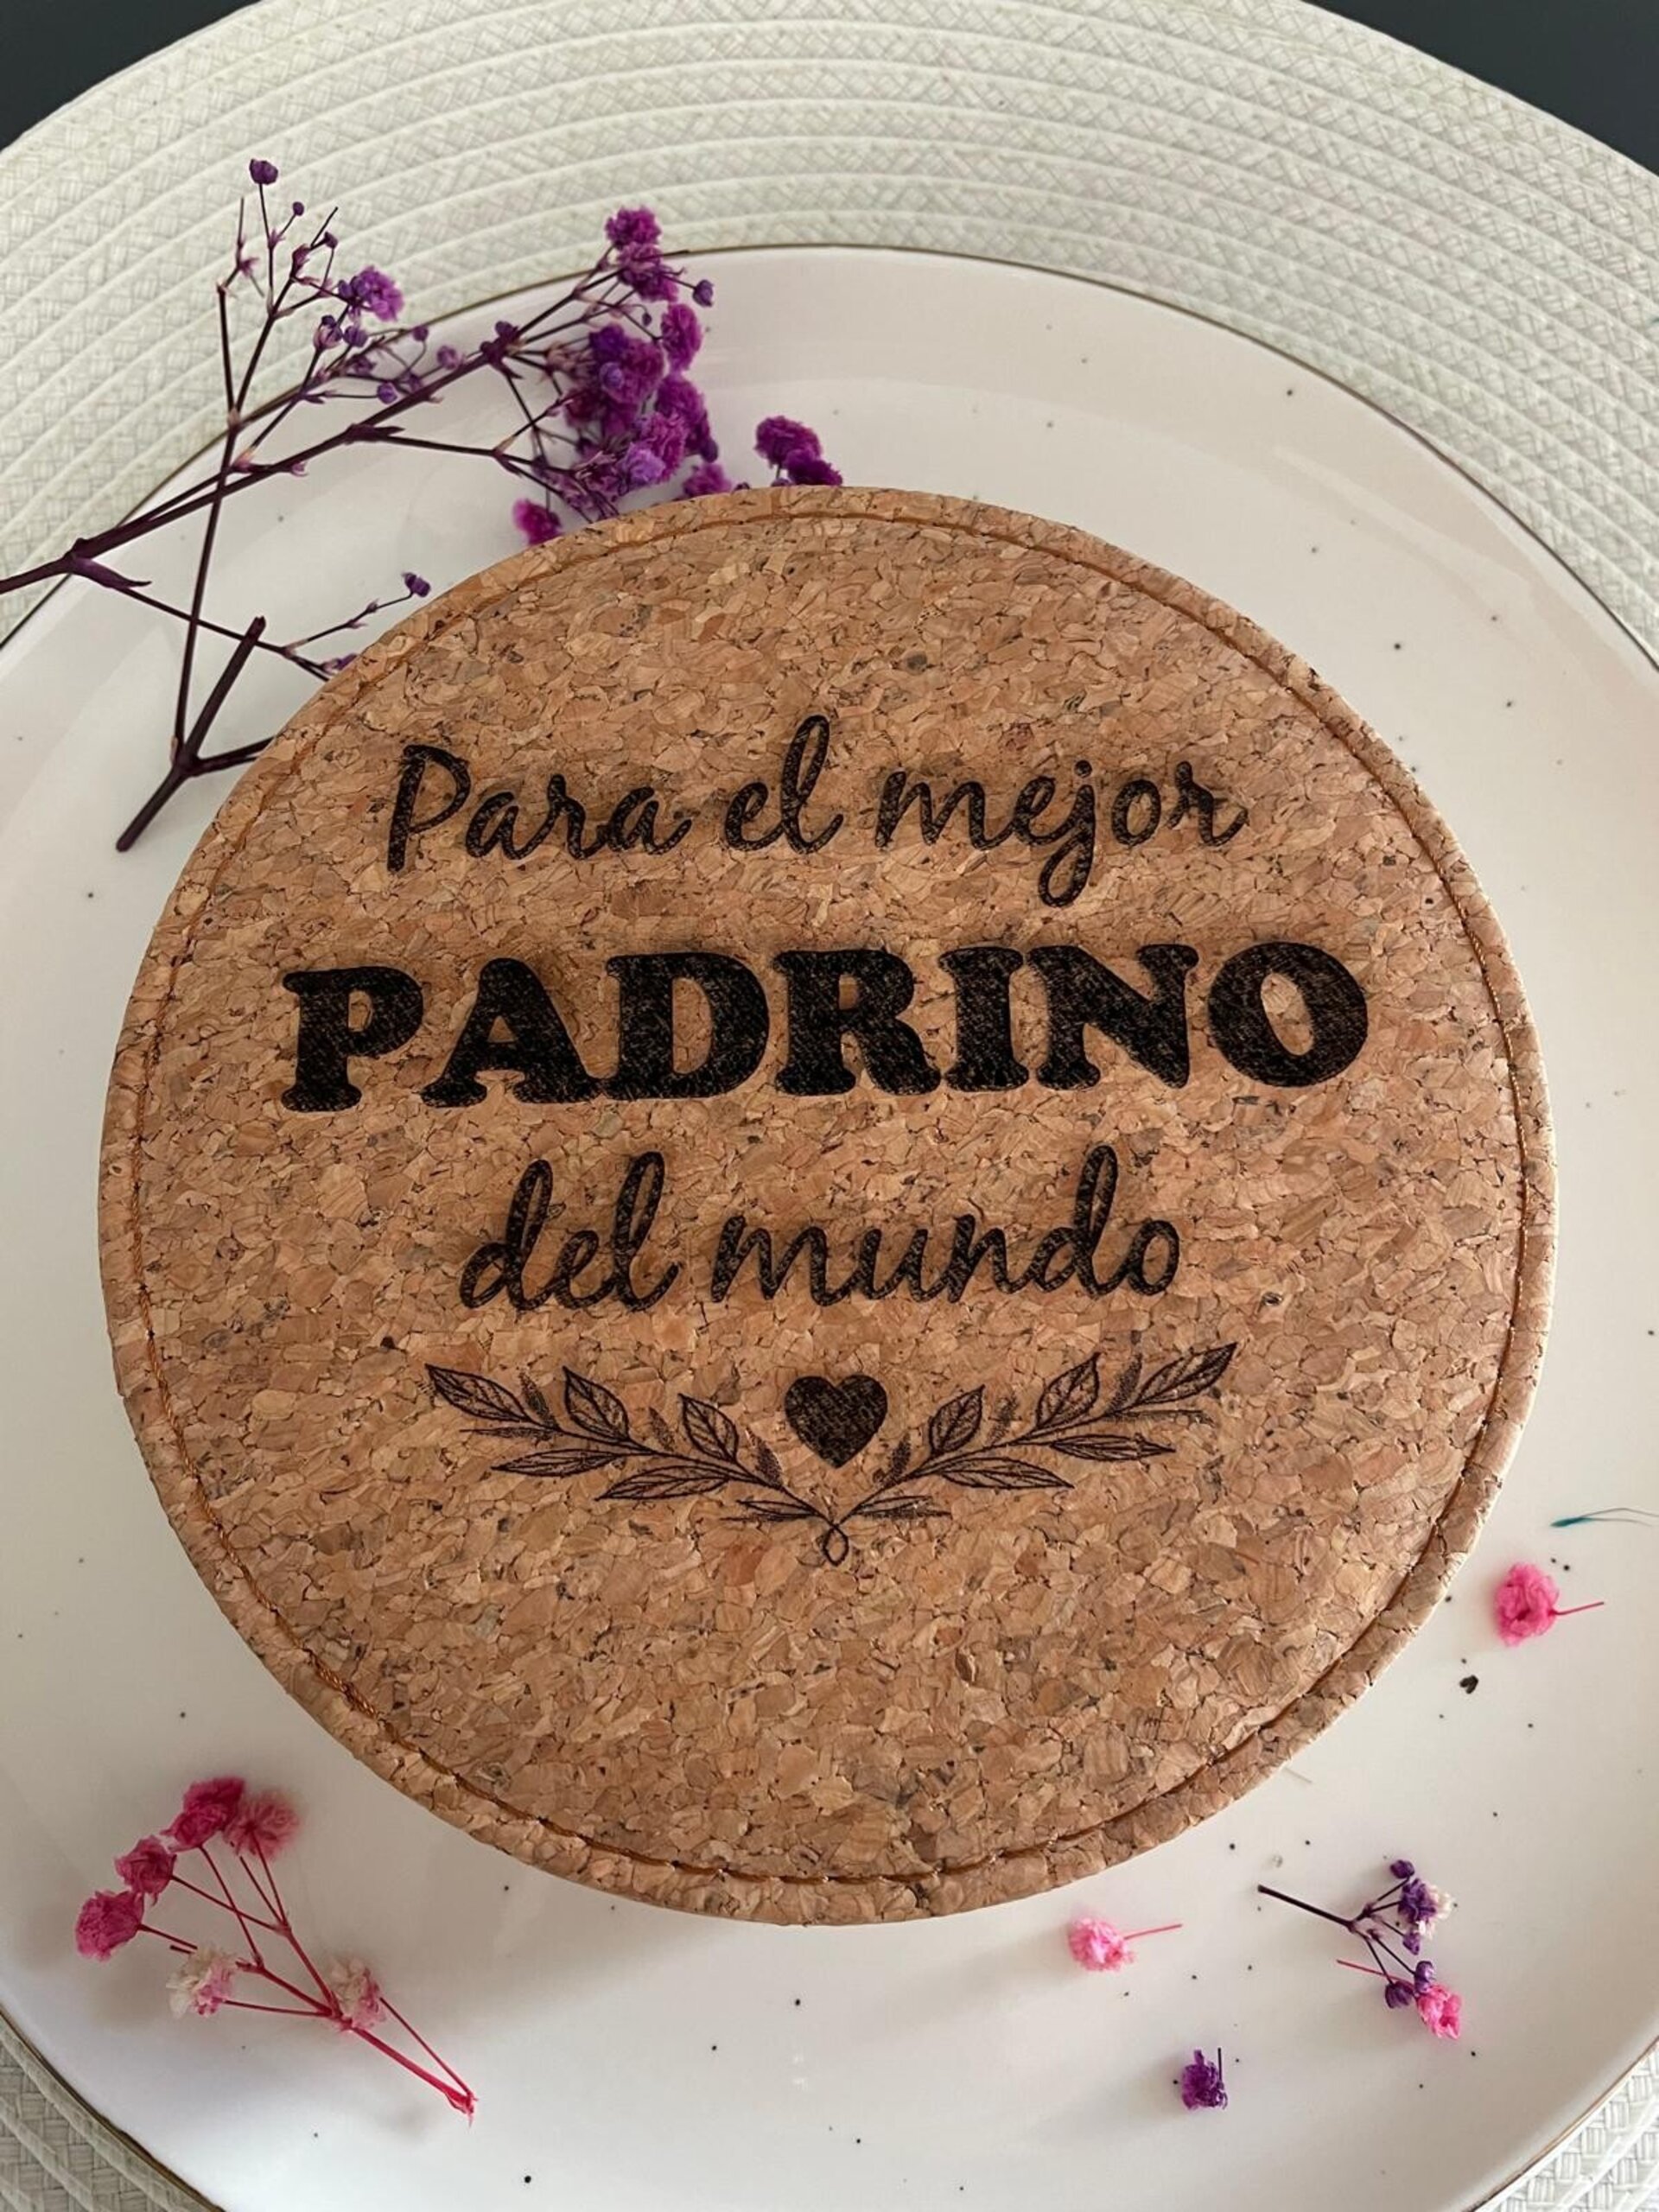 Para el mejor
PADRINO
del mundo